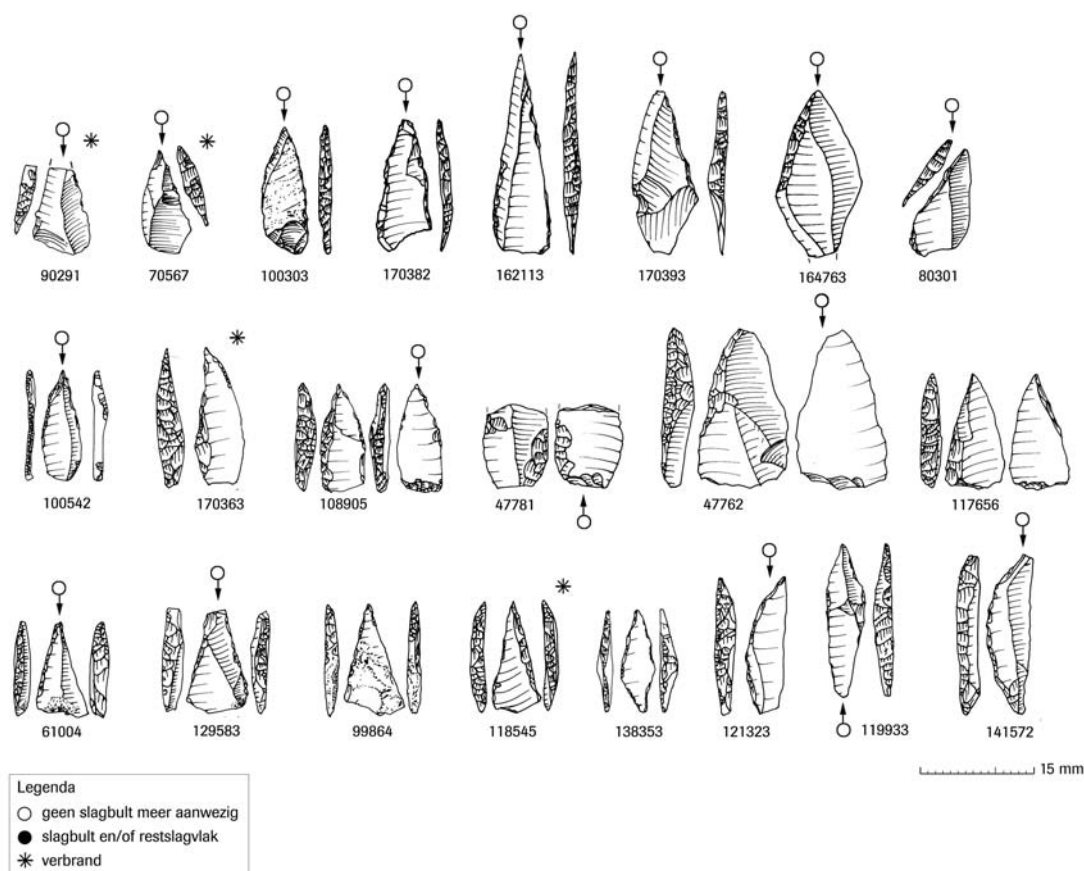 90291 70567 100303 170382 162113 170393 164763 80301
100542 170363 108905 47781 47762 117656
61004 129583 99864 118545 138353 121323 119933 141572
15 mm
Legenda
geen slagbult meer aanwezig
slagbult en/of restslagvlak
verbrand